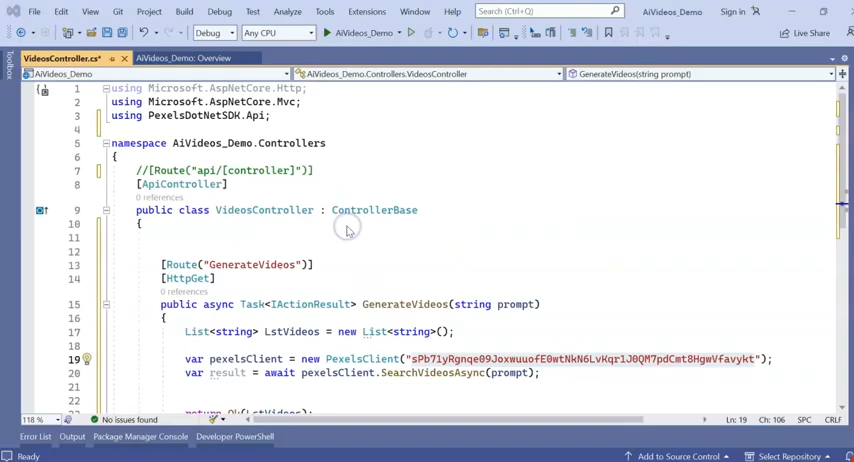 File Edit View Git Project Build Debug Test Analyze Tools Extensions Window Help Search (Ctrl+Q) AiVideos_Demo Sign in
Debug Any CPU AiVideos_Demo Live Share
VideosController.cs* AiVideos_Demo: Overview
AiVideos_Demo AiVideos_Demo.Controllers.VideosController GenerateVideos(string prompt)
Toolbox
1 using Microsoft.AspNetCore.Http;
2 using Microsoft.AspNetCore.Mvc;
3 using PexelsDotNetSDK.Api;
4
5 namespace AiVideos_Demo.Controllers
6 {
7 //[Route("api/[controller]")]
8 [ApiController]
0 references
9 public class VideosController : ControllerBase
10 {
11
12
13 [Route("GenerateVideos")]
14 [HttpGet]
0 references
15 public async Task<IActionResult> GenerateVideos(string prompt)
16 {
17 List<string> LstVideos = new List<string>();
18
19 var pexelsClient = new PexelsClient("sPb71yRgnqe09JoxwuuofE0wtNkN6LvKqr1J0QM7pdCmt8HgwVfavykt");
20 var result = await pexelsClient.SearchVideosAsync(prompt);
21
22
return Ok(LstVideos);
118 % No issues found Ln: 19 Ch: 106 SPC CRLF
Error List Output Package Manager Console Developer PowerShell
Ready Add to Source Control Select Repository